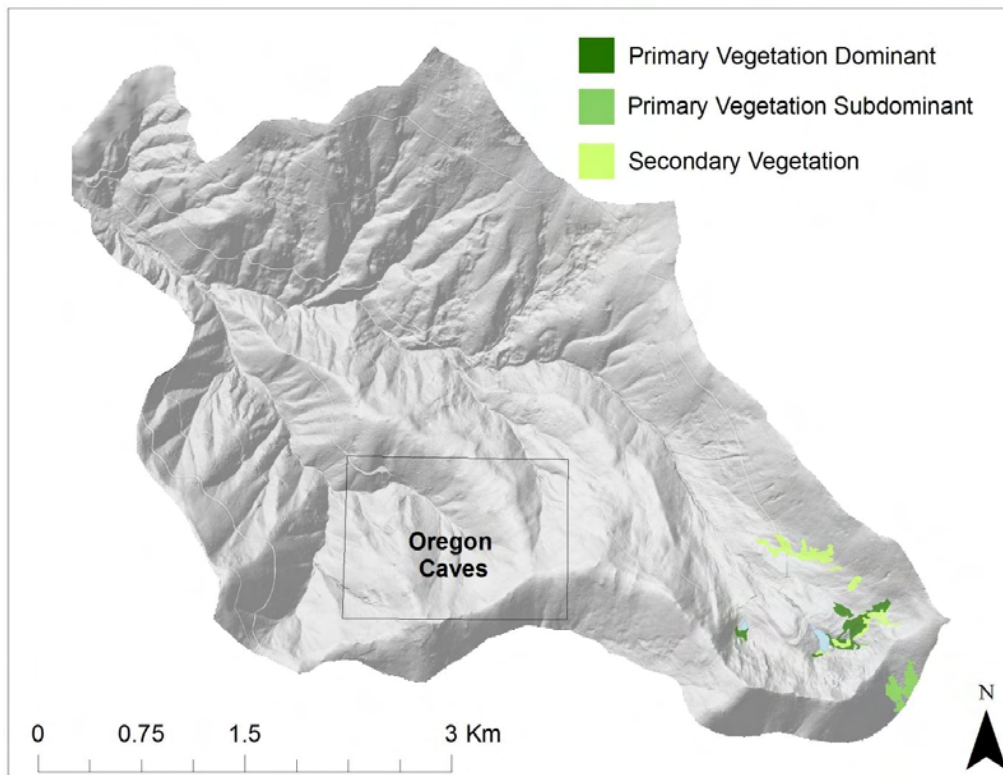 Primary Vegetation Dominant
Primary Vegetation Subdominant
Secondary Vegetation
Oregon
Caves
N
0 0.75 1.5 3 Km